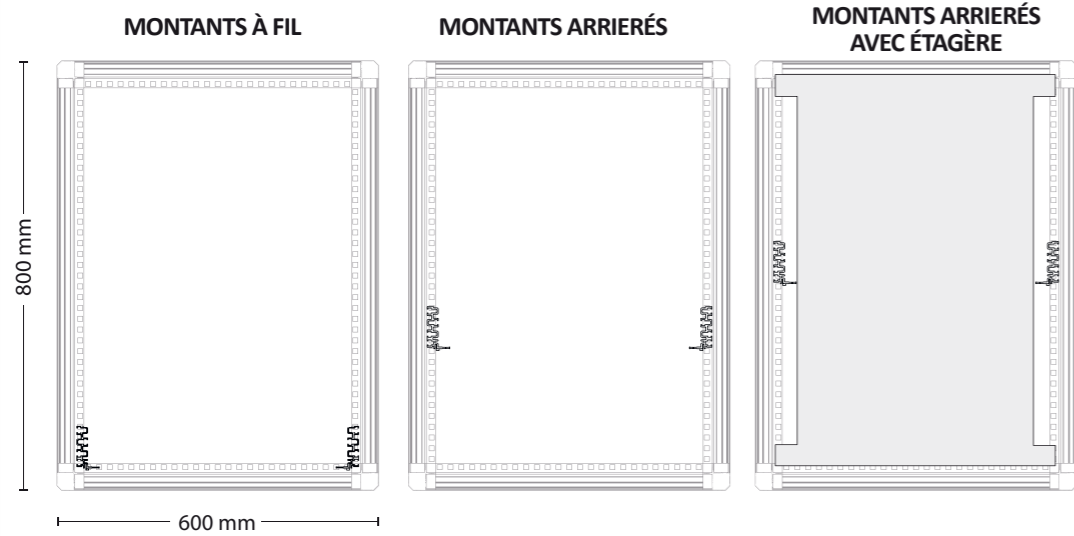 MONTANTS À FIL
MONTANTS ARRIERÉS
MONTANTS ARRIERÉS
AVEC ÉTAGÈRE
800 mm
600 mm